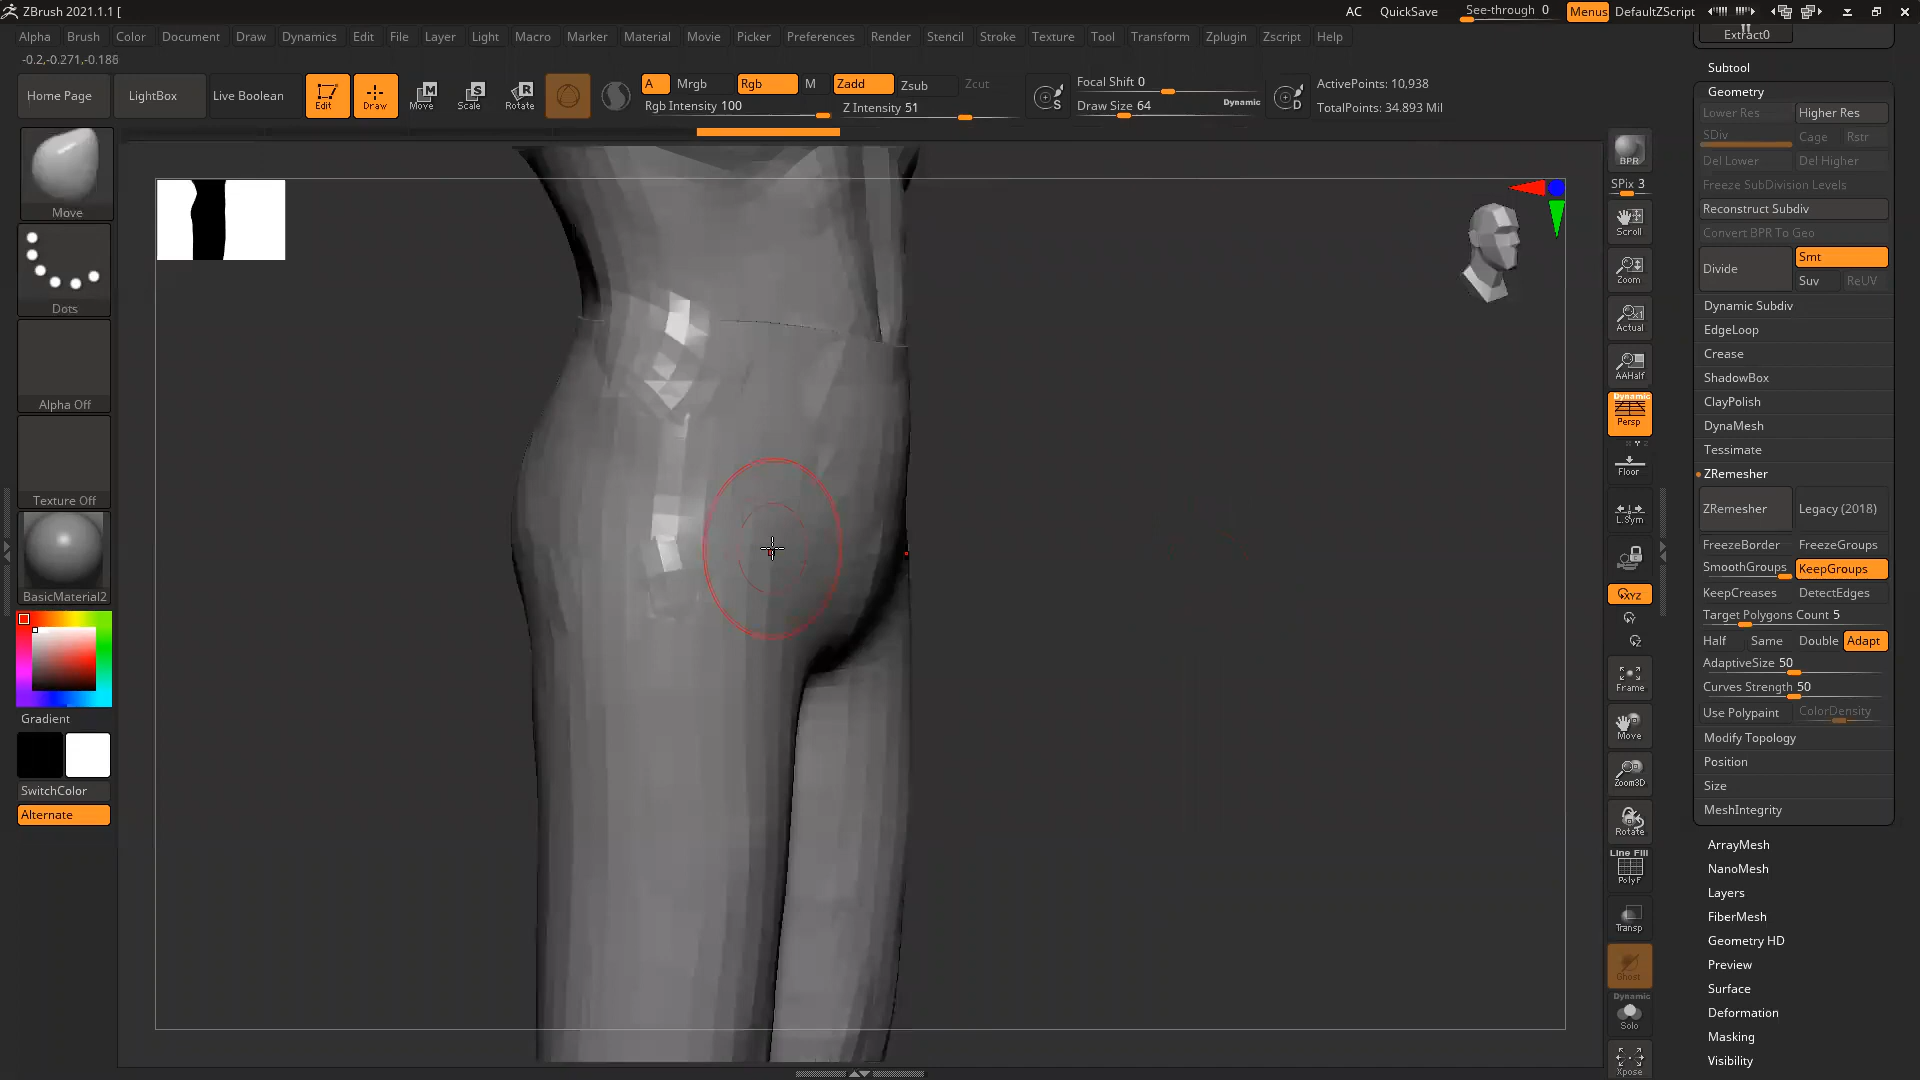 ZBrush 2021.1.1 [
AC QuickSave See-through 0 Menus DefaultZScript
Alpha Brush Color Document Draw Dynamics Edit File Layer Light Macro Marker Material Movie Picker Preferences Render Stencil Stroke Texture Tool Transform Zplugin Zscript Help
-0.2,-0.271,-0.186
Home Page LightBox Live Boolean Edit Draw Move Scale Rotate
A Mrgb Rgb M Zadd Zsub Zcut
Rgb Intensity 100 Z Intensity 51
S Focal Shift 0
Draw Size 64 Dynamic D
ActivePoints: 10,938
TotalPoints: 34.893 Mil
Move
Dots
Alpha Off
Texture Off
BasicMaterial2
Gradient
SwitchColor
Alternate
BPR
SPix 3
Scroll
Zoom
Actual
AAHalf
Dynamic
Persp
Floor
L.Sym
XYZ
Frame
Move
Zoom3D
Rotate
Line Fill
PolyF
Transp
Ghost
Dynamic
Solo
Xpose
Extract0
Subtool
Geometry
Lower Res Higher Res
SDiv Cage Rstr
Del Lower Del Higher
Freeze SubDivision Levels
Reconstruct Subdiv
Convert BPR To Geo
Divide Smt
Suv ReUV
Dynamic Subdiv
EdgeLoop
Crease
ShadowBox
ClayPolish
DynaMesh
Tessimate
ZRemesher
ZRemesher Legacy (2018)
FreezeBorder FreezeGroups
SmoothGroups KeepGroups
KeepCreases DetectEdges
Target Polygons Count 5
Half Same Double Adapt
AdaptiveSize 50
Curves Strength 50
Use Polypaint ColorDensity
Modify Topology
Position
Size
MeshIntegrity
ArrayMesh
NanoMesh
Layers
FiberMesh
Geometry HD
Preview
Surface
Deformation
Masking
Visibility